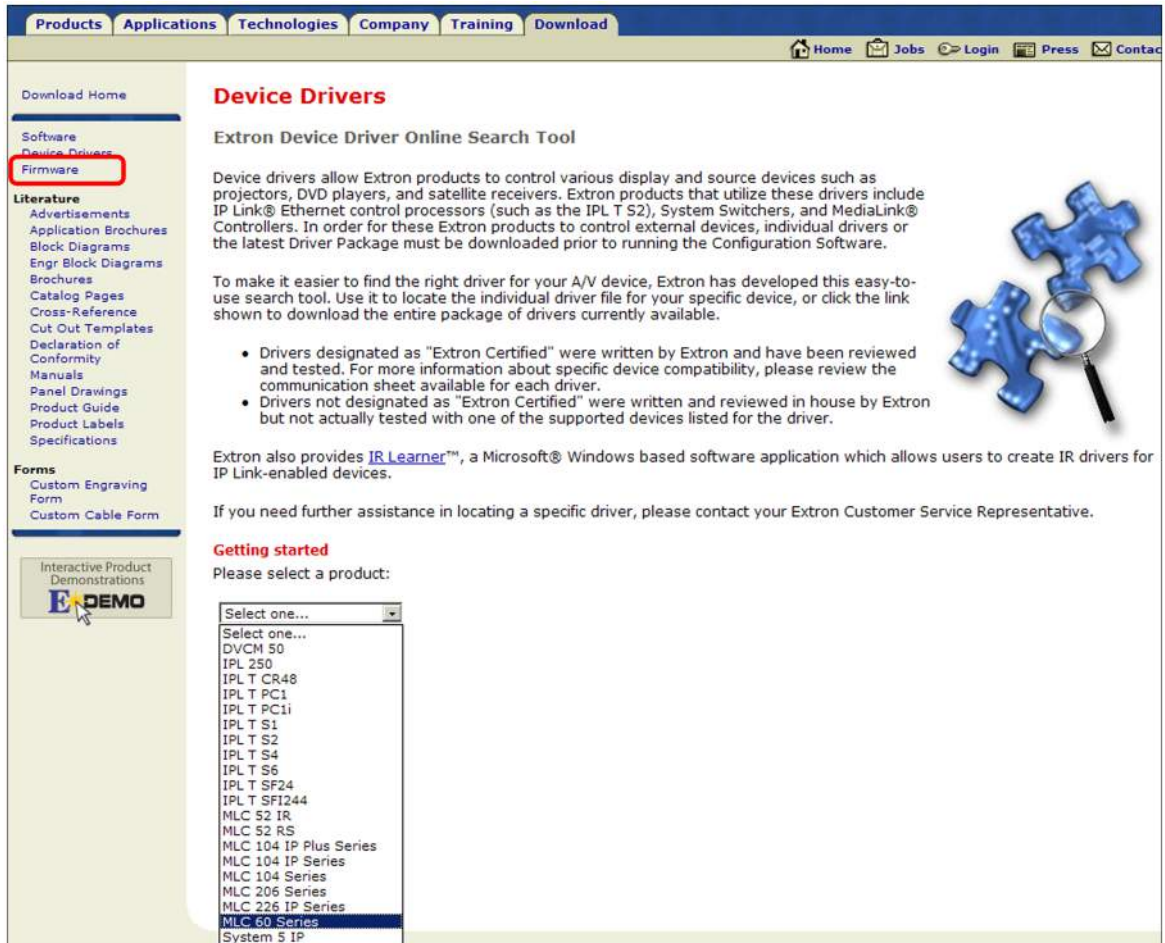 Products Applications Technologies Company Training Download
Home Jobs Login Press Contac
Download Home
Software
Device Drivers
Firmware
Literature
Advertisements
Application Brochures
Block Diagrams
Engr Block Diagrams
Brochures
Catalog Pages
Cross-Reference
Cut Out Templates
Declaration of
Conformity
Manuals
Panel Drawings
Product Guide
Product Labels
Specifications
Forms
Custom Engraving
Form
Custom Cable Form
Interactive Product
Demonstrations
E DEMO
Device Drivers
Extron Device Driver Online Search Tool
Device drivers allow Extron products to control various display and source devices such as
projectors, DVD players, and satellite receivers. Extron products that utilize these drivers include
IP Link® Ethernet control processors (such as the IPL T S2), System Switchers, and MediaLink®
Controllers. In order for these Extron products to control external devices, individual drivers or
the latest Driver Package must be downloaded prior to running the Configuration Software.
To make it easier to find the right driver for your A/V device, Extron has developed this easy-to-
use search tool. Use it to locate the individual driver file for your specific device, or click the link
shown to download the entire package of drivers currently available.
• Drivers designated as "Extron Certified" were written by Extron and have been reviewed
and tested. For more information about specific device compatibility, please review the
communication sheet available for each driver.
• Drivers not designated as "Extron Certified" were written and reviewed in house by Extron
but not actually tested with one of the supported devices listed for the driver.
Extron also provides IR Learner™, a Microsoft® Windows based software application which allows users to create IR drivers for
IP Link-enabled devices.
If you need further assistance in locating a specific driver, please contact your Extron Customer Service Representative.
Getting started
Please select a product:
Select one...
Select one...
DVCM 50
IPL 250
IPL T CR48
IPL T PC1
IPL T PC1i
IPL T S1
IPL T S2
IPL T S4
IPL T S6
IPL T SF24
IPL T SFI244
MLC 52 IR
MLC 52 RS
MLC 104 IP Plus Series
MLC 104 IP Series
MLC 104 Series
MLC 206 Series
MLC 226 IP Series
MLC 60 Series
System 5 IP